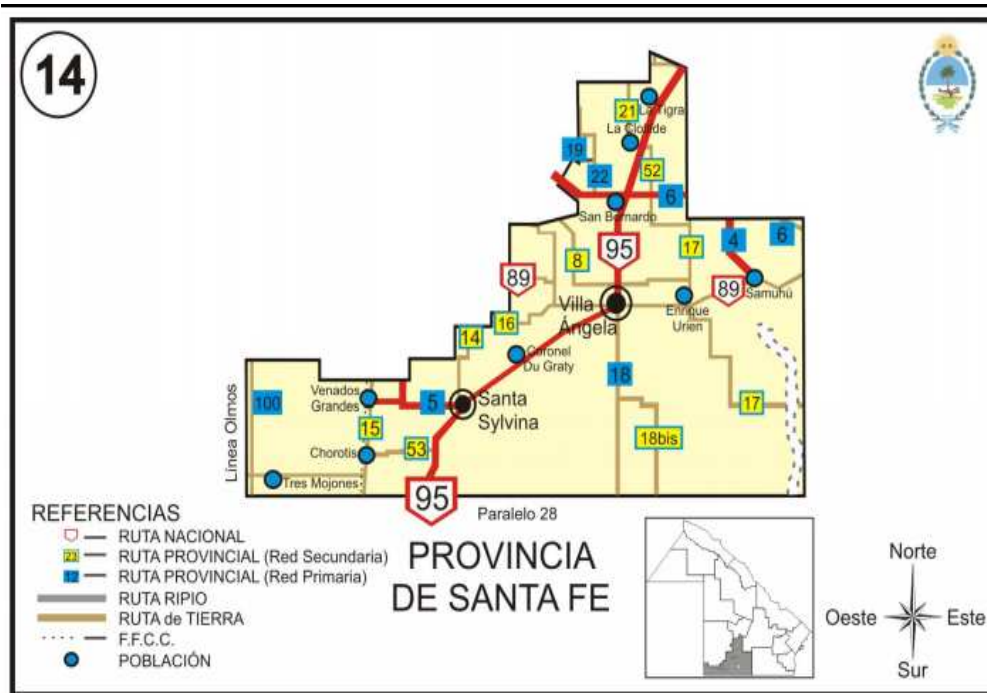 14
21
La Tigra
La Clotilde
19
22
52
6
San Bernardo
95
8
17
4
6
89
89
Samuhú
Villa
Ángela
Enrique
Urien
16
14
Coronel
Du Graty
18
17
Línea Olmos
100
Venados
Grandes
5
Santa
Sylvina
15
53
18bis
Chorotis
Tres Mojones
95
Paralelo 28
REFERENCIAS
RUTA NACIONAL
23 RUTA PROVINCIAL (Red Secundaria)
12 RUTA PROVINCIAL (Red Primaria)
RUTA RIPIO
RUTA de TIERRA
F.F.C.C.
POBLACIÓN
PROVINCIA
DE SANTA FE
Norte
Oeste
Este
Sur